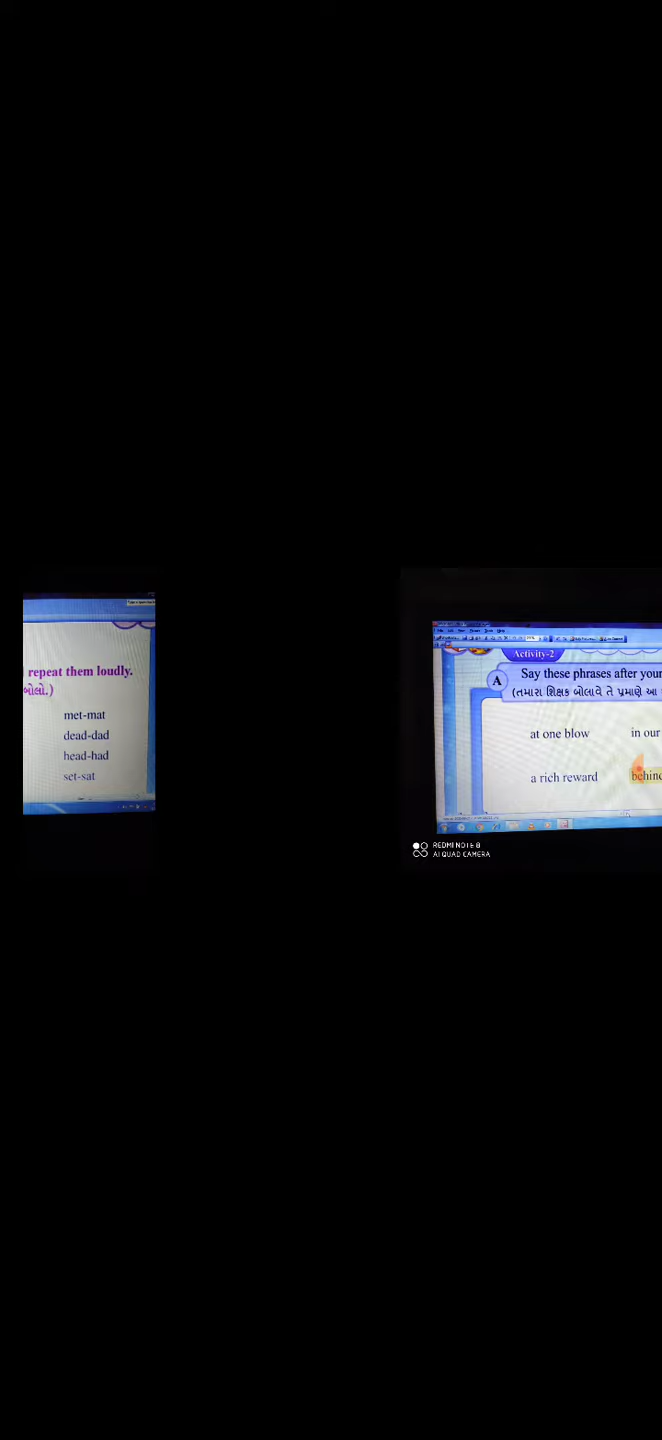 repeat them loudly.
બોલો.)
met-mat
dead-dad
head-had
set-sat
Activity-2
A
Say these phrases after your
(તમારા શિક્ષક બોલાવે તે પ્રમાણે આ
at one blow
in our
a rich reward
behind
REDMI NOTE 8
AI QUAD CAMERA